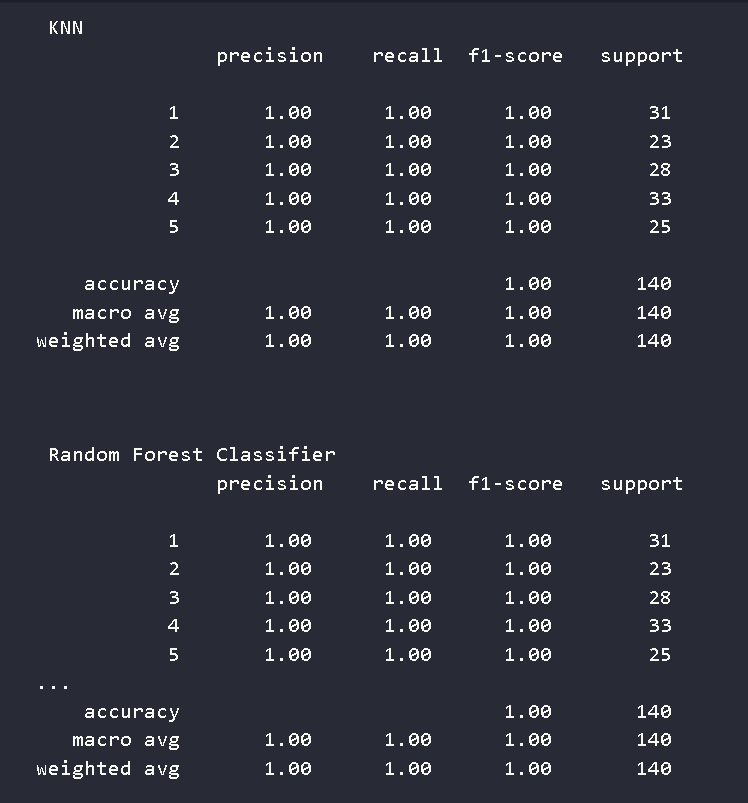 KNN
precision recall f1-score support
1 1.00 1.00 1.00 31
2 1.00 1.00 1.00 23
3 1.00 1.00 1.00 28
4 1.00 1.00 1.00 33
5 1.00 1.00 1.00 25
accuracy 1.00 140
macro avg 1.00 1.00 1.00 140
weighted avg 1.00 1.00 1.00 140
Random Forest Classifier
precision recall f1-score support
1 1.00 1.00 1.00 31
2 1.00 1.00 1.00 23
3 1.00 1.00 1.00 28
4 1.00 1.00 1.00 33
5 1.00 1.00 1.00 25
...
accuracy 1.00 140
macro avg 1.00 1.00 1.00 140
weighted avg 1.00 1.00 1.00 140